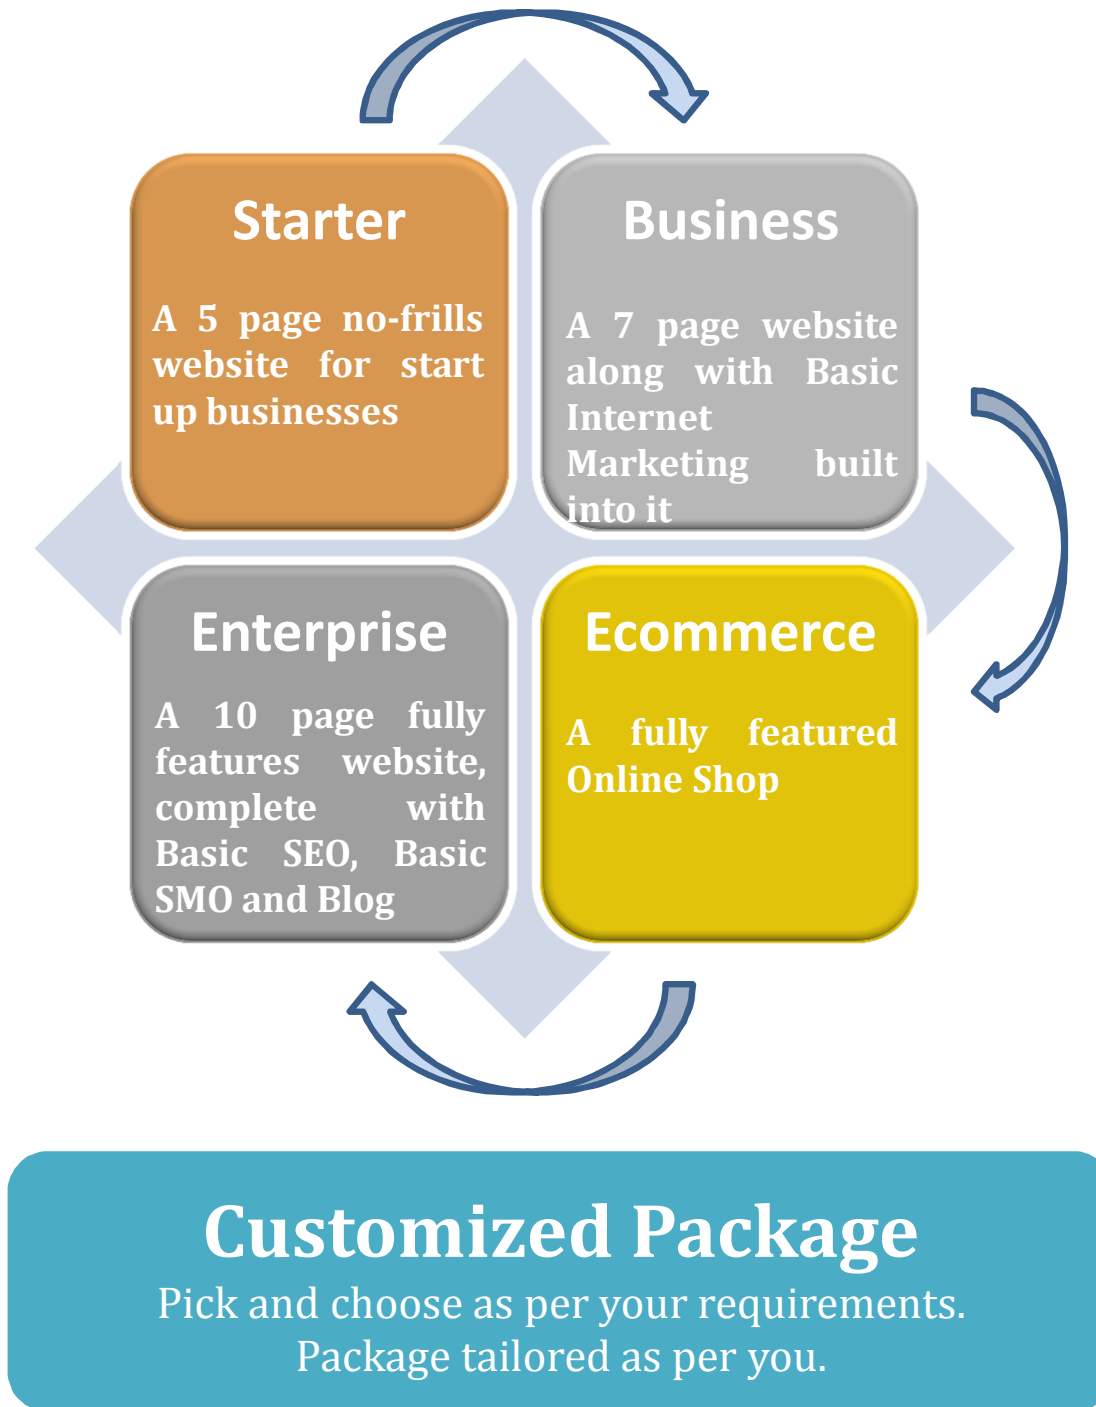 Starter
A 5 page no-frills
website for start
up businesses
Business
A 7 page website
along with Basic
Internet
Marketing built
into it
Enterprise
A 10 page fully
features website,
complete with
Basic SEO, Basic
SMO and Blog
Ecommerce
A fully featured
Online Shop
Customized Package
Pick and choose as per your requirements.
Package tailored as per you.